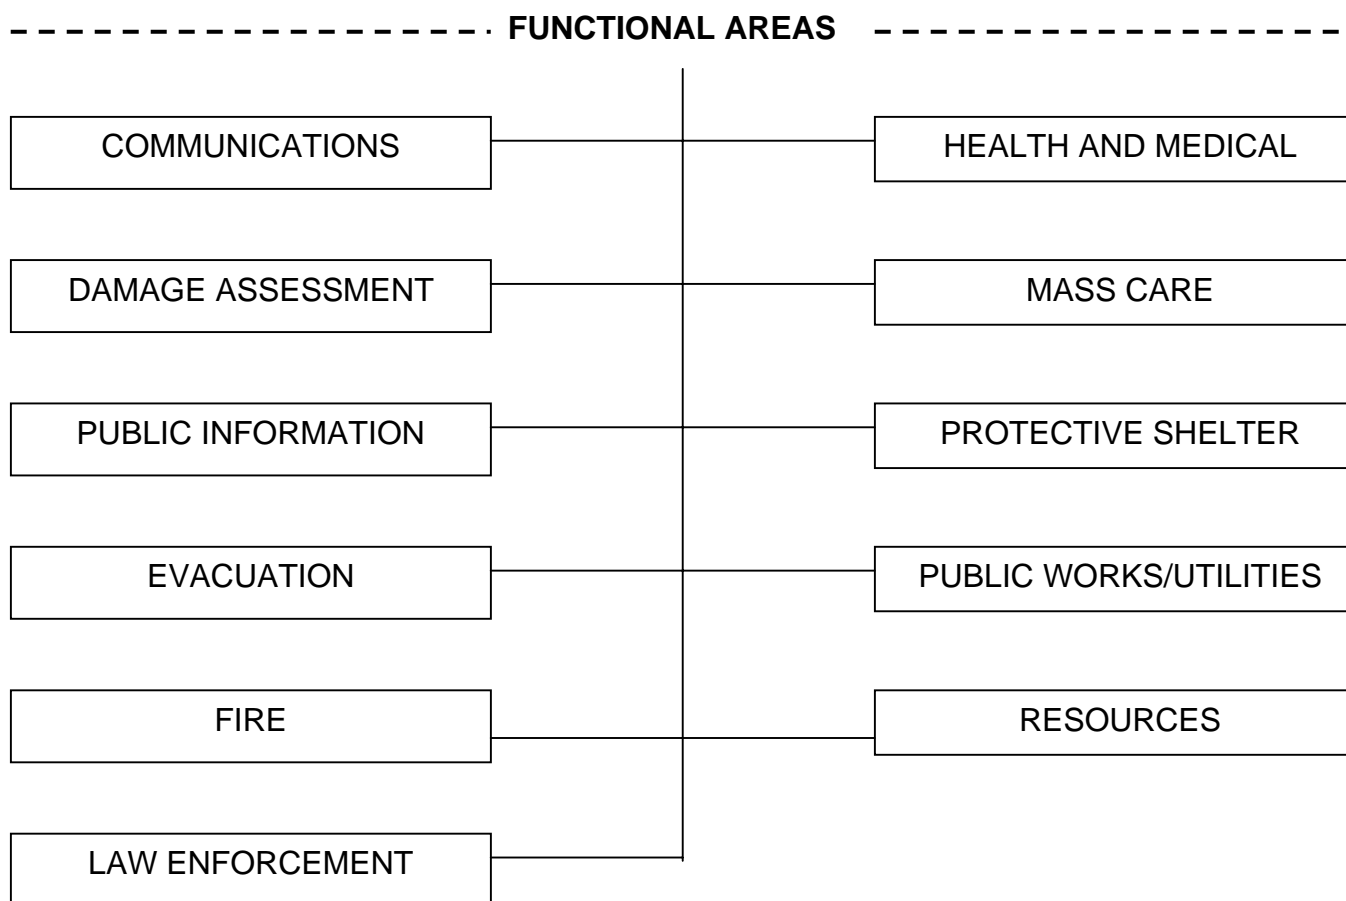 FUNCTIONAL AREAS
COMMUNICATIONS
HEALTH AND MEDICAL
DAMAGE ASSESSMENT
MASS CARE
PUBLIC INFORMATION
PROTECTIVE SHELTER
EVACUATION
PUBLIC WORKS/UTILITIES
FIRE
RESOURCES
LAW ENFORCEMENT